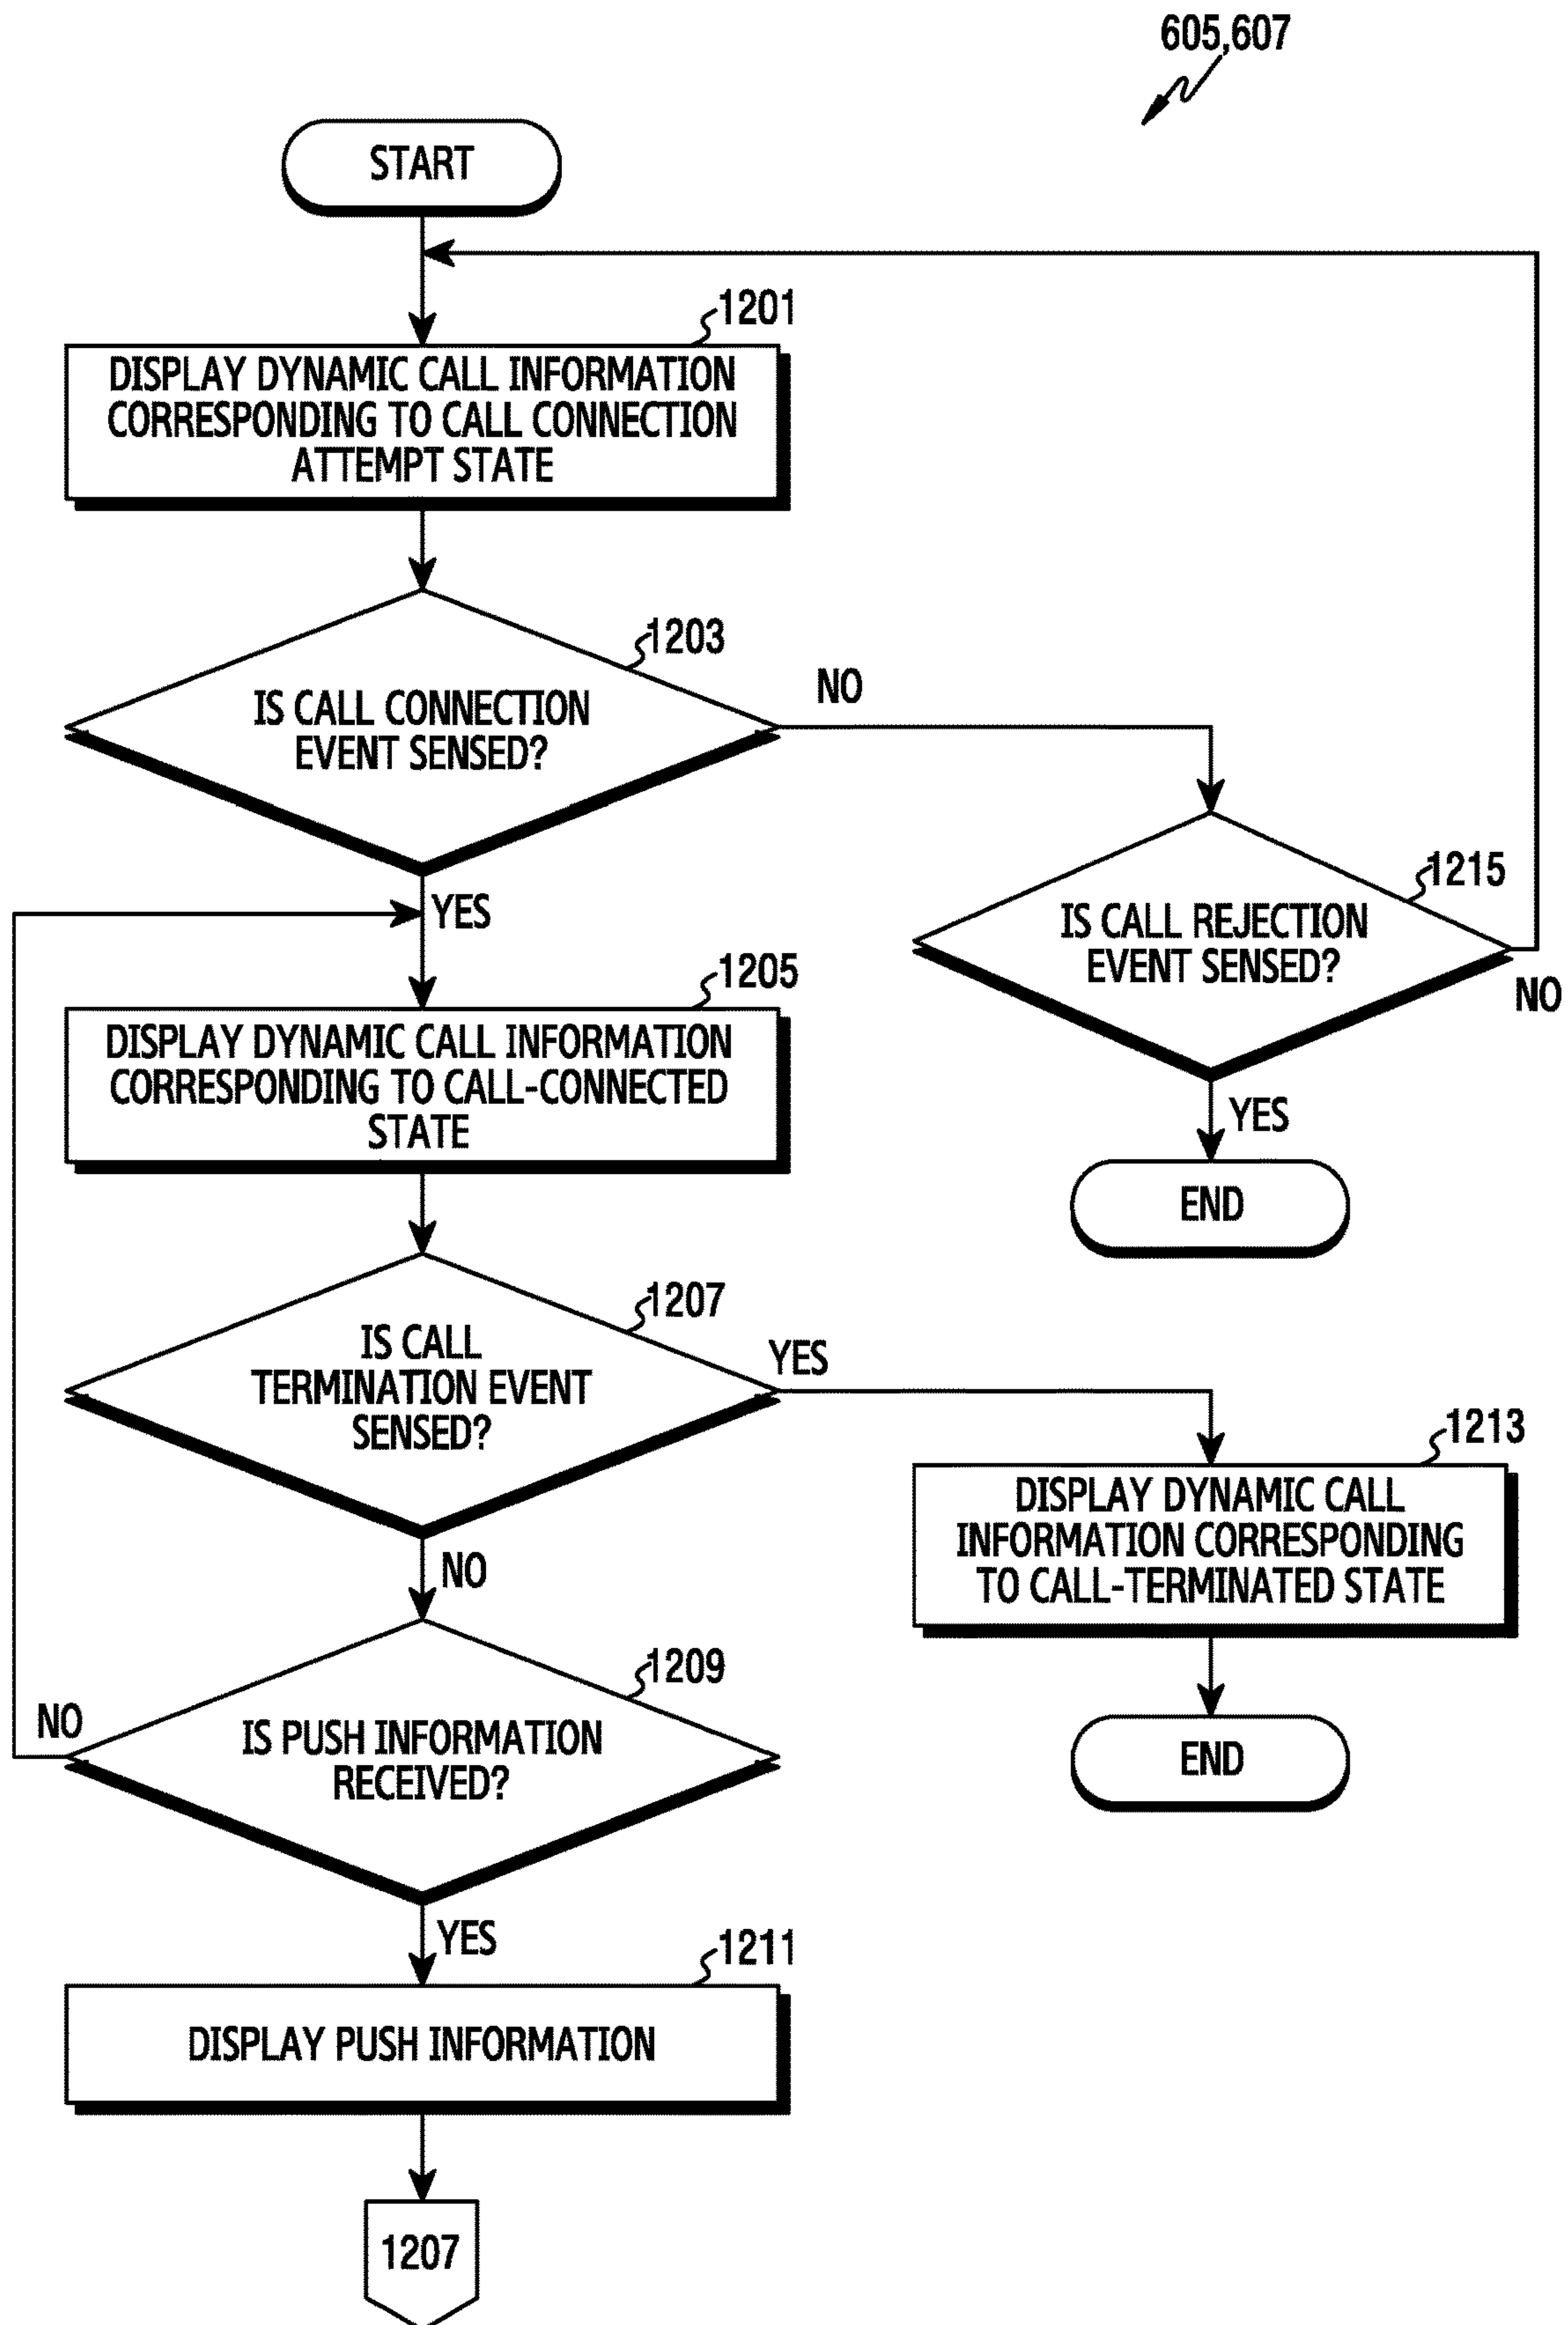 605,607
START
1201
DISPLAY DYNAMIC CALL INFORMATION
CORRESPONDING TO CALL CONNECTION
ATTEMPT STATE
1203
IS CALL CONNECTION
EVENT SENSED?
NO
YES
1215
IS CALL REJECTION
EVENT SENSED?
NO
YES
END
1205
DISPLAY DYNAMIC CALL INFORMATION
CORRESPONDING TO CALL-CONNECTED
STATE
1207
IS CALL
TERMINATION EVENT
SENSED?
YES
NO
1213
DISPLAY DYNAMIC CALL
INFORMATION CORRESPONDING
TO CALL-TERMINATED STATE
END
1209
IS PUSH INFORMATION
RECEIVED?
NO
YES
1211
DISPLAY PUSH INFORMATION
1207